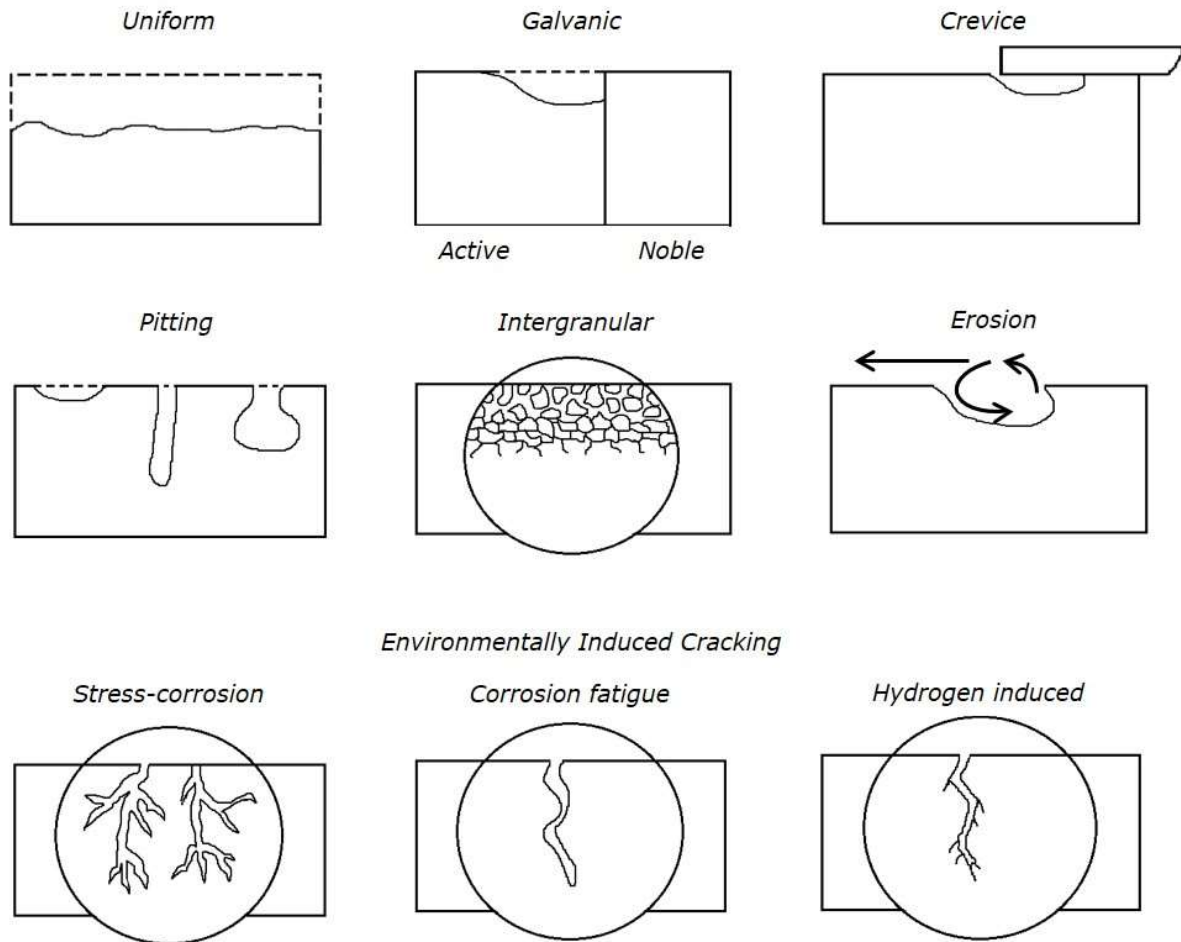 Uniform
Galvanic
Crevice
Active
Noble
Pitting
Intergranular
Erosion
Environmentally Induced Cracking
Stress-corrosion
Corrosion fatigue
Hydrogen induced